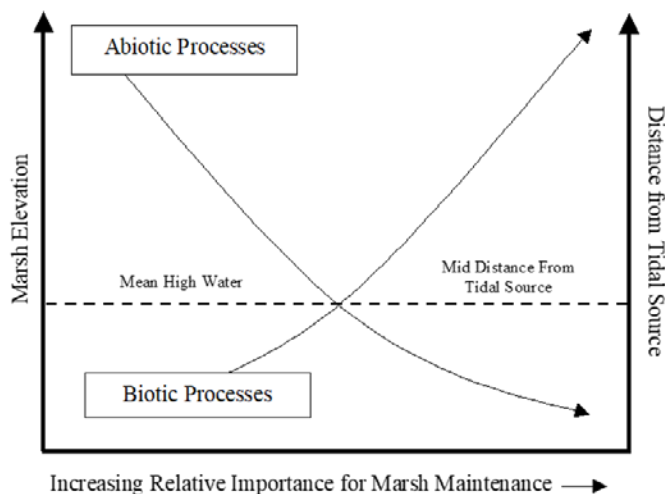 Abiotic Processes
Marsh Elevation
Distance from Tidal Source
Mean High Water
Mid Distance From
Tidal Source
Biotic Processes
Increasing Relative Importance for Marsh Maintenance